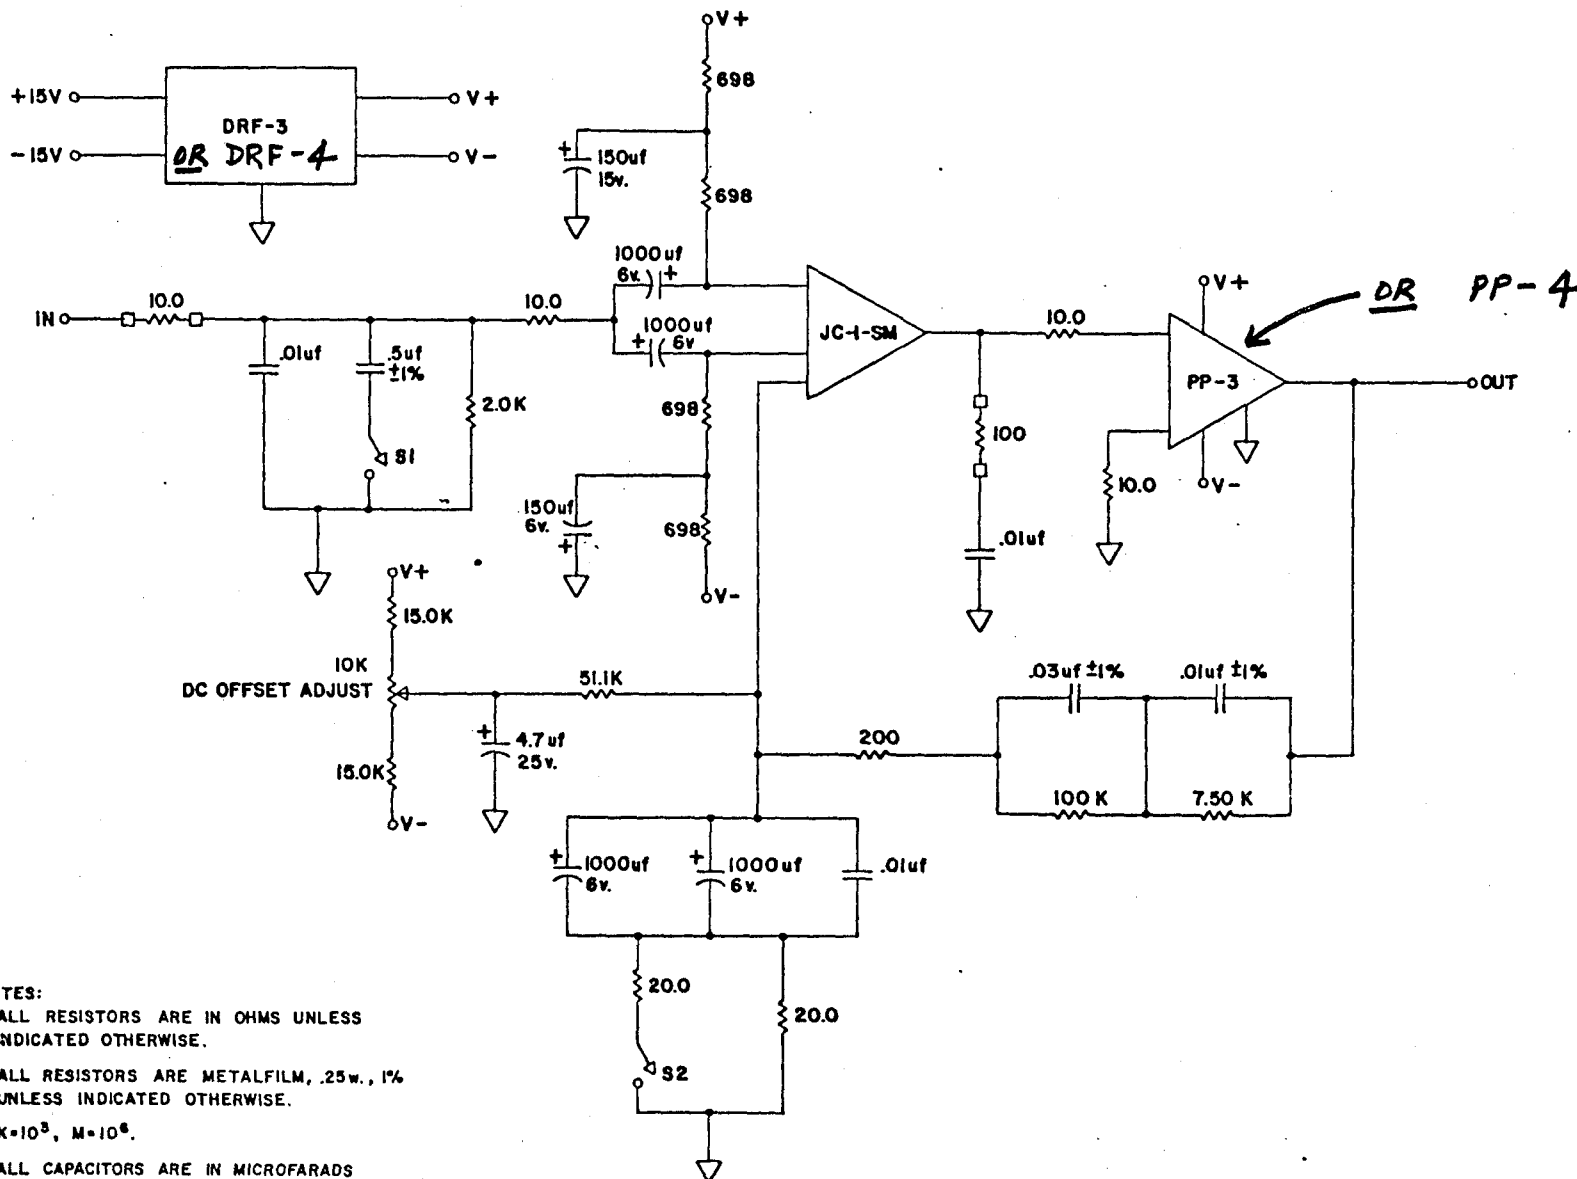 V+
698
+15V
V+
DRF-3
OR DRF-4
-15V
V-
+
150uf
15v.
698
1000uf
6v. +
IN
10.0
10.0
1000uf
+ 6v
.01uf
.5uf
±1%
2.0K
S1
JC-1-SM
10.0
V+
OR PP-4
PP-3
OUT
V-
10.0
100
.01uf
698
150uf
6v.
+
698
V-
V+
15.0K
10K
DC OFFSET ADJUST
51.1K
+
4.7uf
25v.
15.0K
V-
200
.03uf ±1%
.01uf ±1%
100K
7.50K
+
1000uf
6v.
+
1000uf
6v.
.01uf
20.0
20.0
S2
TES:
ALL RESISTORS ARE IN OHMS UNLESS
NDICATED OTHERWISE.
ALL RESISTORS ARE METALFILM, .25w., 1%
UNLESS INDICATED OTHERWISE.
K=10³, M=10⁶.
ALL CAPACITORS ARE IN MICROFARADS